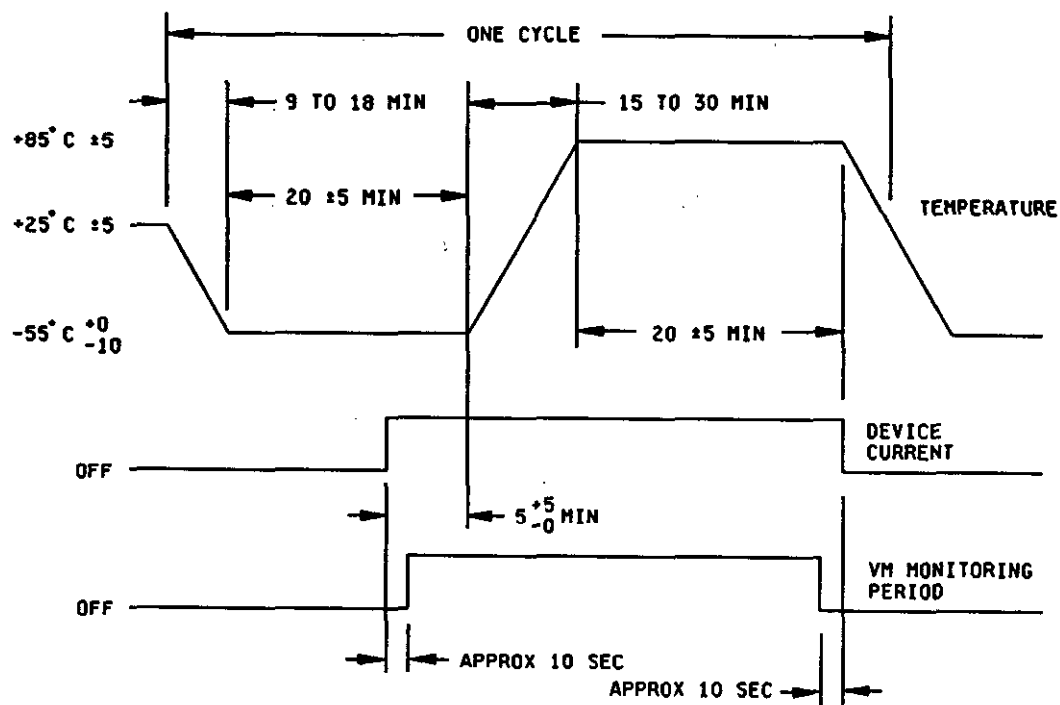 ONE CYCLE
9 TO 18 MIN
15 TO 30 MIN
+85°C ±5
20 ±5 MIN
+25°C ±5
TEMPERATURE
-55°C +0 -10
20 ±5 MIN
DEVICE CURRENT
OFF
5 +5 -0 MIN
VM MONITORING PERIOD
OFF
APPROX 10 SEC
APPROX 10 SEC